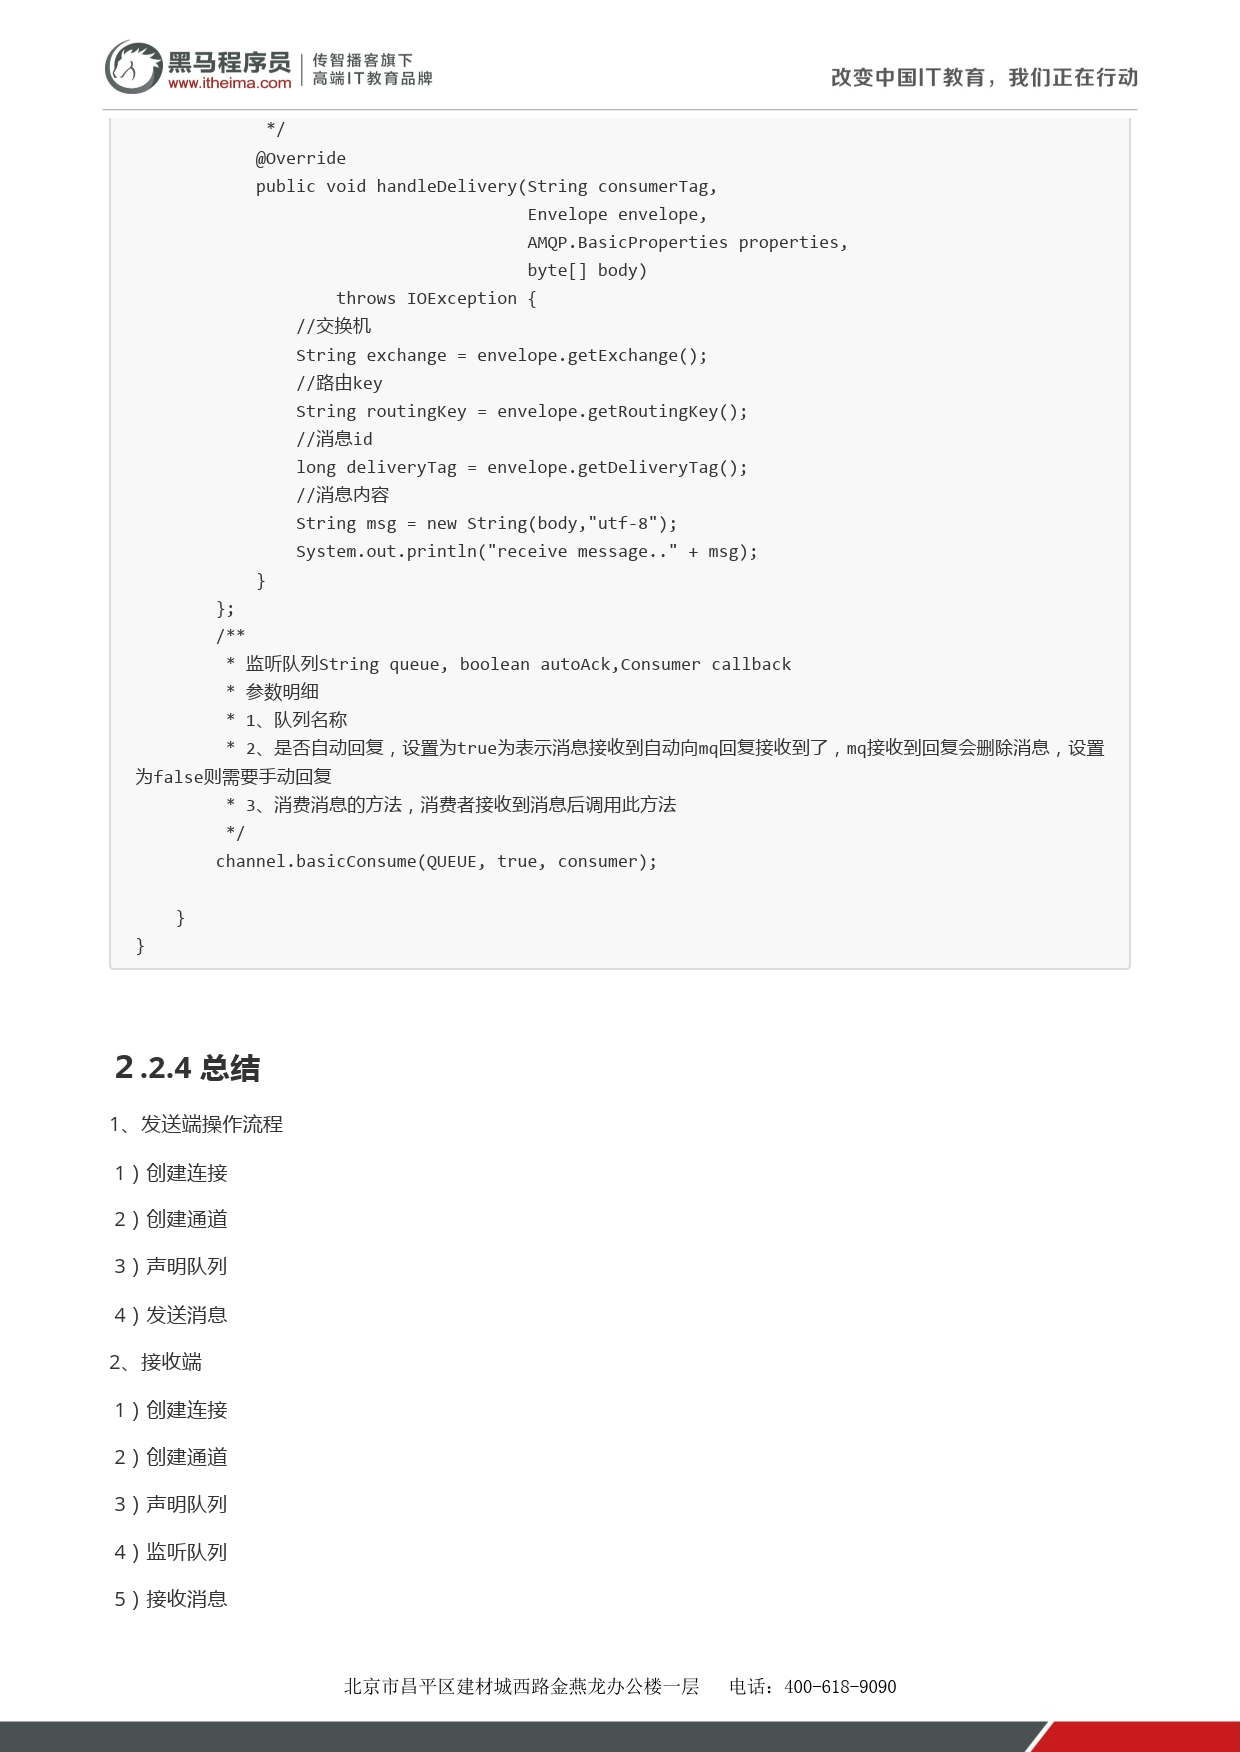 黑马程序员
www.itheima.com
传智播客旗下
高端IT教育品牌
改变中国IT教育，我们正在行动
             */
            @Override
            public void handleDelivery(String consumerTag,
                                       Envelope envelope,
                                       AMQP.BasicProperties properties,
                                       byte[] body)
                    throws IOException {
                //交换机
                String exchange = envelope.getExchange();
                //路由key
                String routingKey = envelope.getRoutingKey();
                //消息id
                long deliveryTag = envelope.getDeliveryTag();
                //消息内容
                String msg = new String(body,"utf-8");
                System.out.println("receive message.." + msg);
            }
        };
        /**
         * 监听队列String queue, boolean autoAck,Consumer callback
         * 参数明细
         * 1、队列名称
         * 2、是否自动回复，设置为true为表示消息接收到自动向mq回复接收到了，mq接收到回复会删除消息，设置
为false则需要手动回复
         * 3、消费消息的方法，消费者接收到消息后调用此方法
         */
        channel.basicConsume(QUEUE, true, consumer);
    }
}
２.2.4 总结
1、发送端操作流程
1）创建连接
2）创建通道
3）声明队列
4）发送消息
2、接收端
1）创建连接
2）创建通道
3）声明队列
4）监听队列
5）接收消息
北京市昌平区建材城西路金燕龙办公楼一层 电话：400-618-9090